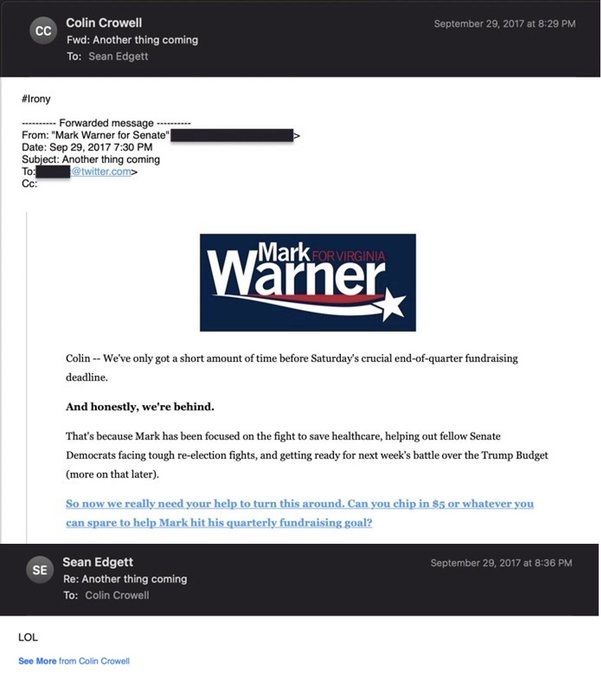 CC
Colin Crowell
September 29, 2017 at 8:29 PM
Fwd: Another thing coming
To: Sean Edgett
#Irony
---------- Forwarded message ----------
From: "Mark Warner for Senate" >
Date: Sep 29, 2017 7:30 PM
Subject: Another thing coming
To: @twitter.com>
Cc:
Mark FOR VIRGINIA
Warner
Colin -- We've only got a short amount of time before Saturday's crucial end-of-quarter fundraising
deadline.
And honestly, we're behind.
That's because Mark has been focused on the fight to save healthcare, helping out fellow Senate
Democrats facing tough re-election fights, and getting ready for next week's battle over the Trump Budget
(more on that later).
So now we really need your help to turn this around. Can you chip in $5 or whatever you
can spare to help Mark hit his quarterly fundraising goal?
SE
Sean Edgett
September 29, 2017 at 8:36 PM
Re: Another thing coming
To: Colin Crowell
LOL
See More from Colin Crowell